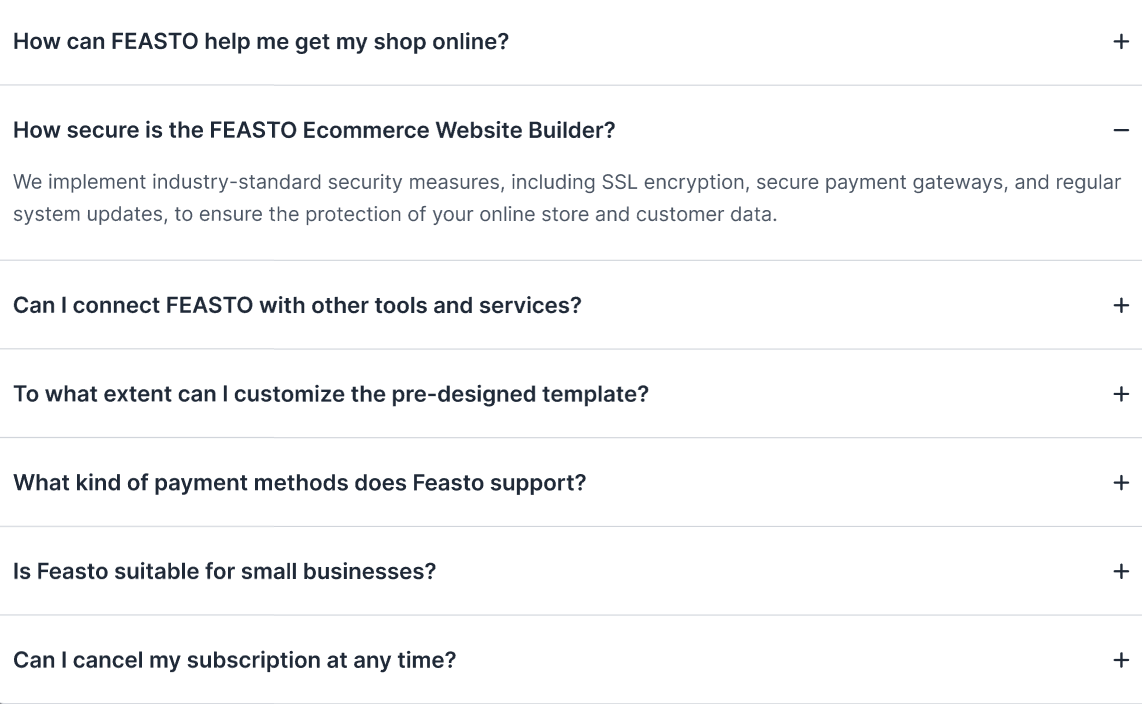 How can FEASTO help me get my shop online?
How secure is the FEASTO Ecommerce Website Builder?
We implement industry-standard security measures, including SSL encryption, secure payment gateways, and regular
system updates, to ensure the protection of your online store and customer data.
Can I connect FEASTO with other tools and services?
To what extent can I customize the pre-designed template?
What kind of payment methods does Feasto support?
Is Feasto suitable for small businesses?
Can I cancel my subscription at any time?